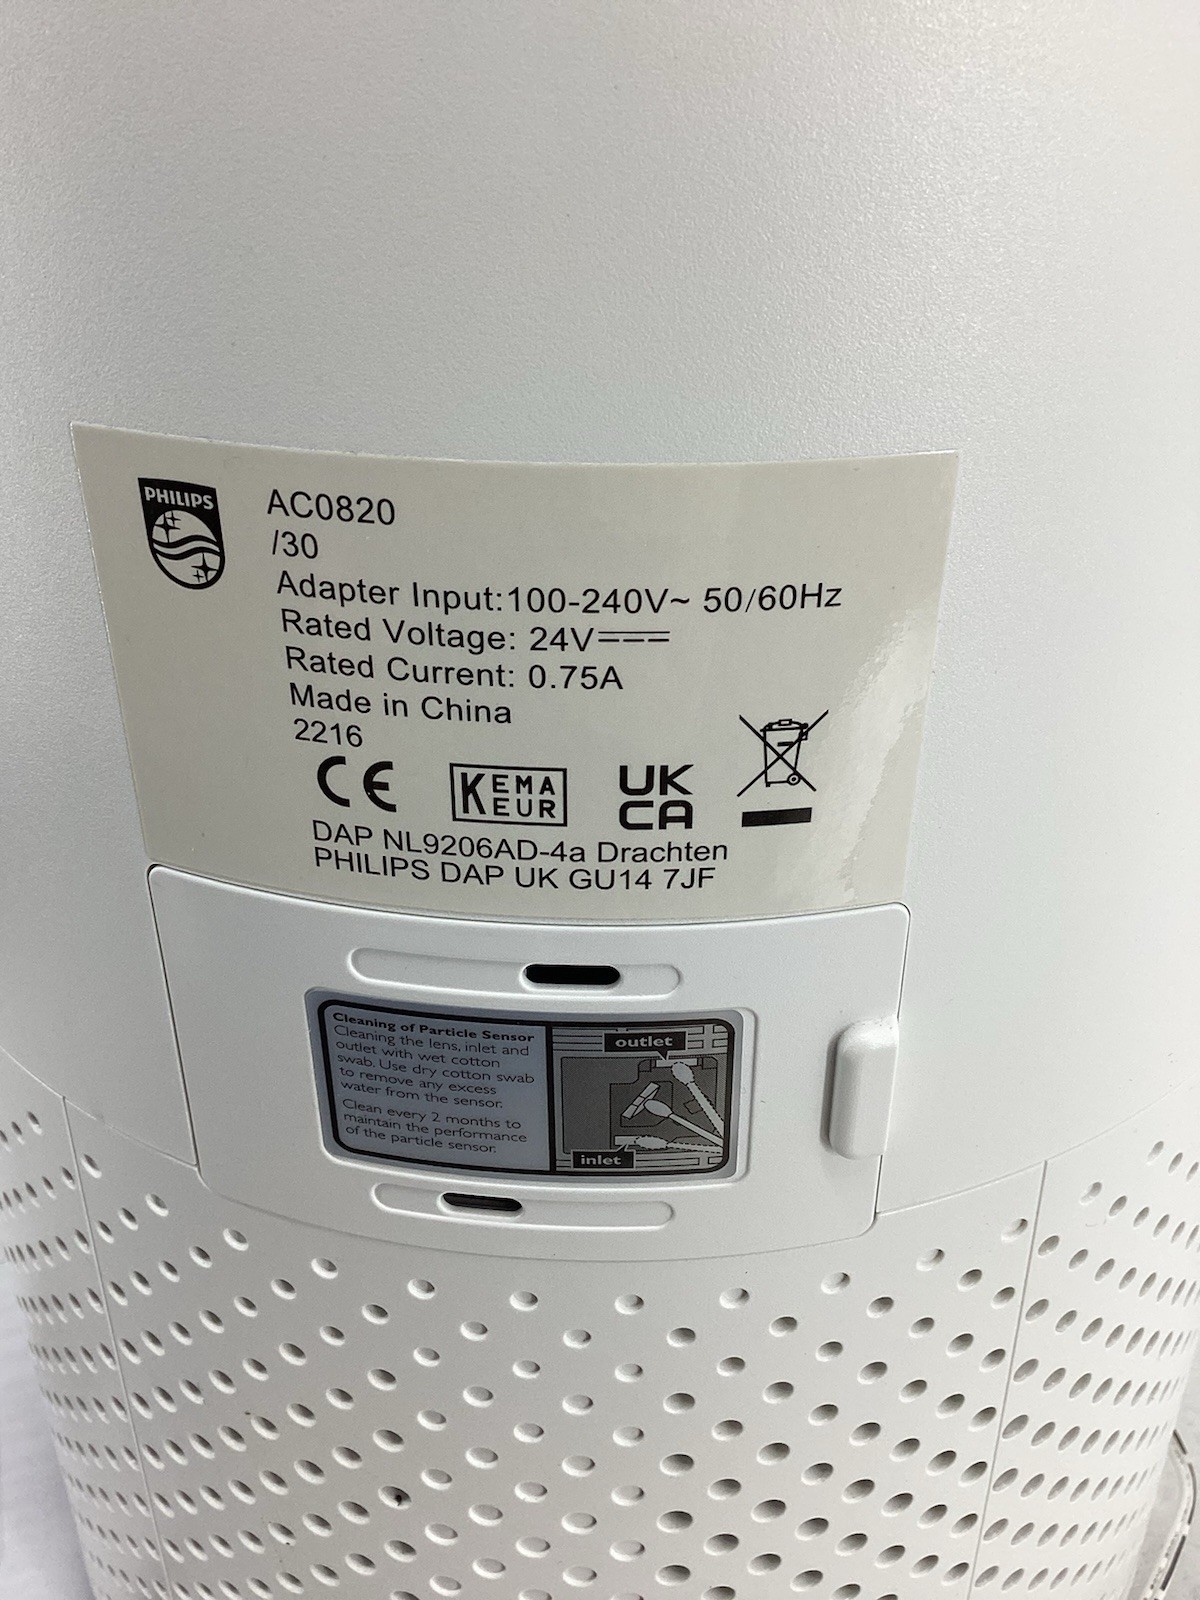 PHILIPS
AC0820
/30
Adapter Input:100-240V~ 50/60Hz
Rated Voltage: 24V⎓
Rated Current: 0.75A
Made in China
2216
CE
KEMA
EUR
UK
CA
DAP NL9206AD-4a Drachten
PHILIPS DAP UK GU14 7JF
Cleaning of Particle Sensor
Cleaning the lens, inlet and
outlet with wet cotton
swab. Use dry cotton swab
to remove any excess
water from the sensor.
Clean every 2 months to
maintain the performance
of the particle sensor.
outlet
inlet